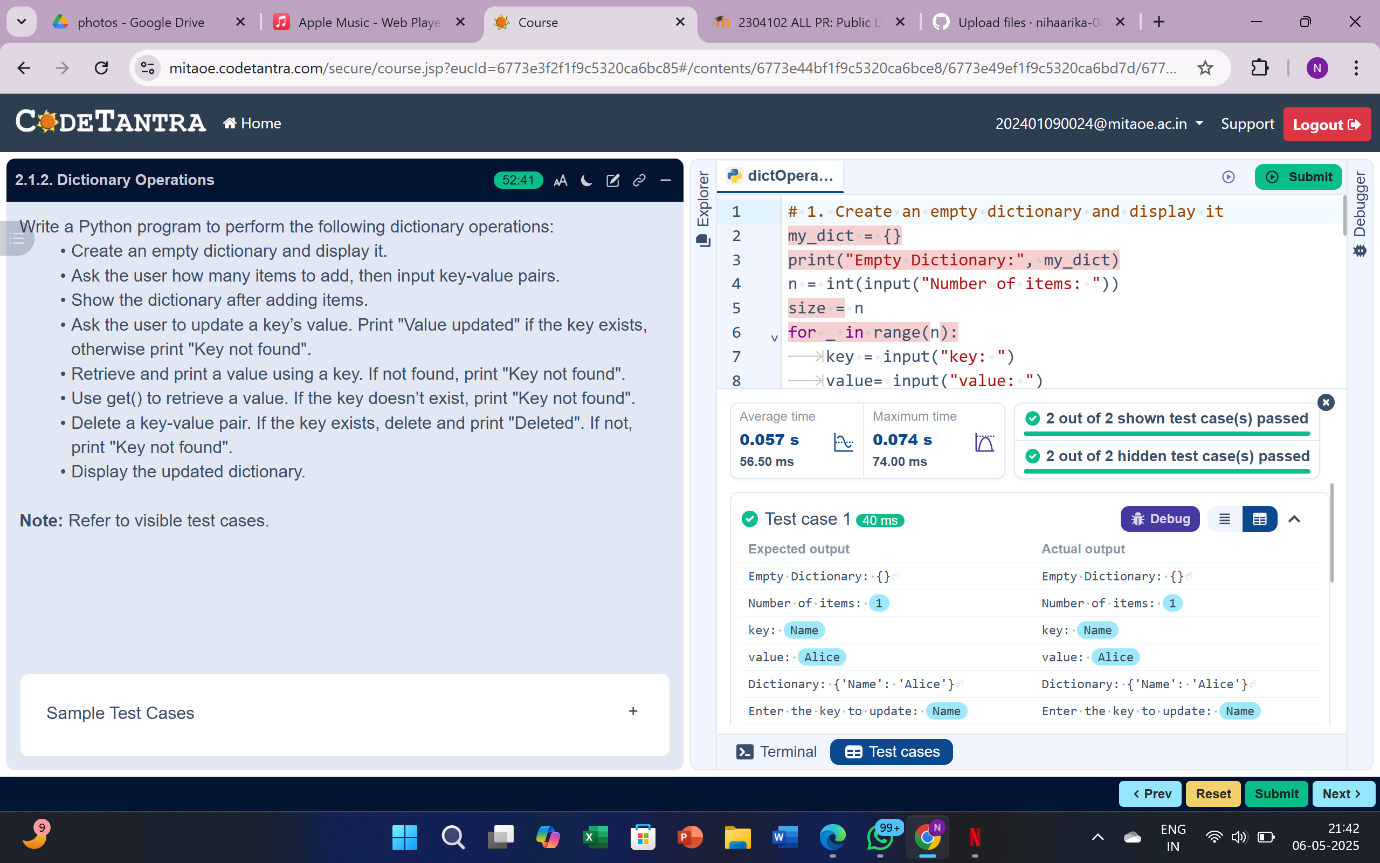 photos - Google Drive
Apple Music - Web Playe
Course
2304102 ALL PR: Public L
Upload files · nihaarika-0
mitaoe.codetantra.com/secure/course.jsp?eucId=6773e3f2f1f9c5320ca6bc85#/contents/6773e44bf1f9c5320ca6bce8/6773e49ef1f9c5320ca6bd7d/677...
N
CODETANTRA
Home
202401090024@mitaoe.ac.in
Support
Logout
2.1.2. Dictionary Operations
52:41
AA
Write a Python program to perform the following dictionary operations:
• Create an empty dictionary and display it.
• Ask the user how many items to add, then input key-value pairs.
• Show the dictionary after adding items.
• Ask the user to update a key’s value. Print "Value updated" if the key exists,
otherwise print "Key not found".
• Retrieve and print a value using a key. If not found, print "Key not found".
• Use get() to retrieve a value. If the key doesn’t exist, print "Key not found".
• Delete a key-value pair. If the key exists, delete and print "Deleted". If not,
print "Key not found".
• Display the updated dictionary.
Note: Refer to visible test cases.
Sample Test Cases
+
Explorer
dictOpera...
Submit
Debugger
1 # 1. Create an empty dictionary and display it
2 my_dict = {}
3 print("Empty Dictionary:", my_dict)
4 n = int(input("Number of items: "))
5 size = n
6 for _ in range(n):
7 key = input("key: ")
8 value= input("value: ")
Average time
0.057 s
56.50 ms
Maximum time
0.074 s
74.00 ms
2 out of 2 shown test case(s) passed
2 out of 2 hidden test case(s) passed
Test case 1 40 ms
Debug
Expected output Actual output
Empty Dictionary: {} Empty Dictionary: {}
Number of items: 1 Number of items: 1
key: Name key: Name
value: Alice value: Alice
Dictionary: {'Name': 'Alice'} Dictionary: {'Name': 'Alice'}
Enter the key to update: Name Enter the key to update: Name
Terminal
Test cases
< Prev
Reset
Submit
Next >
9
99+
N
ENG
IN
21:42
06-05-2025